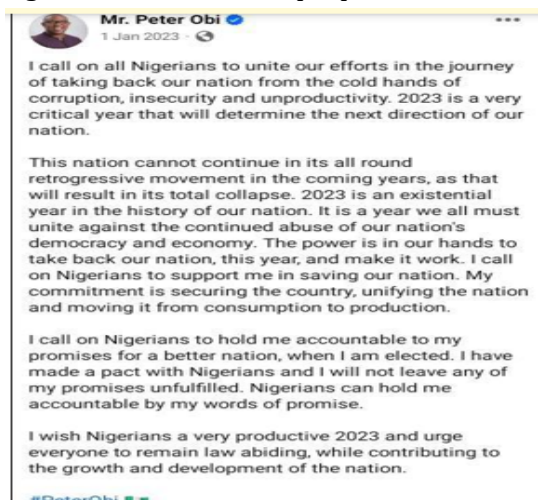 Mr. Peter Obi
1 Jan 2023 ·
I call on all Nigerians to unite our efforts in the journey
of taking back our nation from the cold hands of
corruption, insecurity and unproductivity. 2023 is a very
critical year that will determine the next direction of our
nation.
This nation cannot continue in its all round
retrogressive movement in the coming years, as that
will result in its total collapse. 2023 is an existential
year in the history of our nation. It is a year we all must
unite against the continued abuse of our nation's
democracy and economy. The power is in our hands to
take back our nation, this year, and make it work. I call
on Nigerians to support me in saving our nation. My
commitment is securing the country, unifying the nation
and moving it from consumption to production.
I call on Nigerians to hold me accountable to my
promises for a better nation, when I am elected. I have
made a pact with Nigerians and I will not leave any of
my promises unfulfilled. Nigerians can hold me
accountable by my words of promise.
I wish Nigerians a very productive 2023 and urge
everyone to remain law abiding, while contributing to
the growth and development of the nation.
#PeterObi